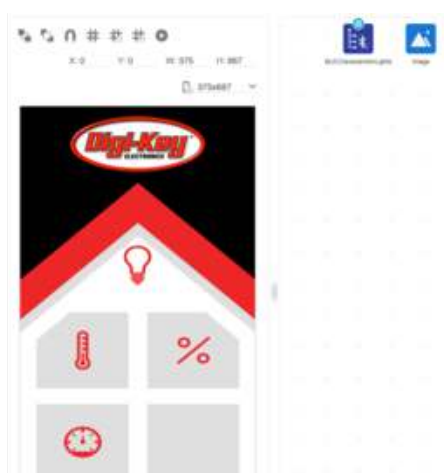 X: 0 Y: 0 W: 375 H: 667
375x667
Digi-Key
ELECTRONICS
%
Image